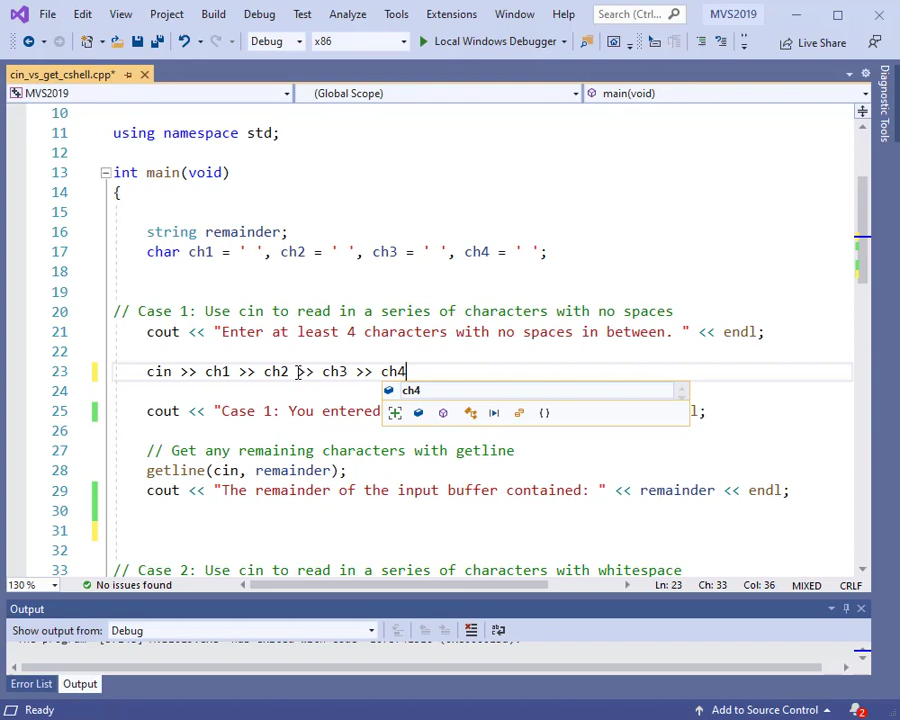 File Edit View Project Build Debug Test Analyze Tools Extensions Window Help Search (Ctrl... MVS2019
Debug x86 Local Windows Debugger Live Share
cin_vs_get_cshell.cpp*
MVS2019 (Global Scope) main(void)
Diagnostic Tools
10
11 using namespace std;
12
13 int main(void)
14 {
15
16 string remainder;
17 char ch1 = ' ', ch2 = ' ', ch3 = ' ', ch4 = ' ';
18
19
20 // Case 1: Use cin to read in a series of characters with no spaces
21 cout << "Enter at least 4 characters with no spaces in between. " << endl;
22
23 cin >> ch1 >> ch2 >> ch3 >> ch4
24 ch4
25 cout << "Case 1: You entered l;
26
27 // Get any remaining characters with getline
28 getline(cin, remainder);
29 cout << "The remainder of the input buffer contained: " << remainder << endl;
30
31
32
33 // Case 2: Use cin to read in a series of characters with whitespace
130 % No issues found Ln: 23 Ch: 33 Col: 36 MIXED CRLF
Output
Show output from: Debug
Error List Output
Ready Add to Source Control 2